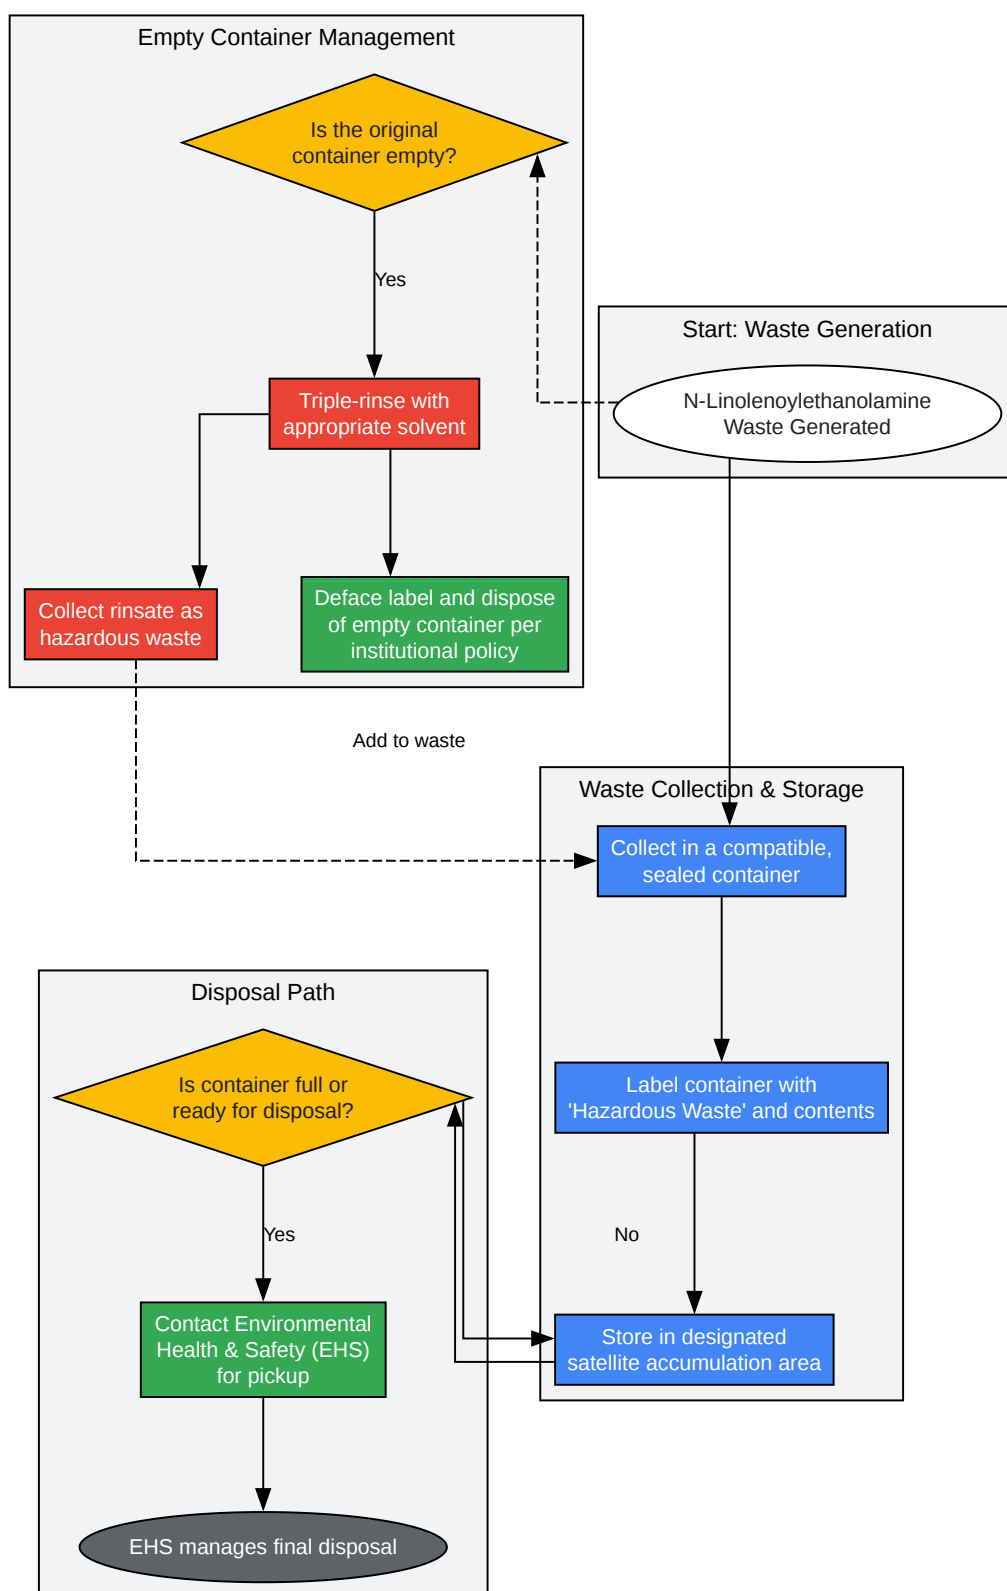 Empty Container Management
Is the original
container empty?
Yes
Triple-rinse with
appropriate solvent
Collect rinsate as
hazardous waste
Deface label and dispose
of empty container per
institutional policy
Start: Waste Generation
N-Linolenoylethanolamine
Waste Generated
Add to waste
Waste Collection & Storage
Collect in a compatible,
sealed container
Label container with
'Hazardous Waste' and contents
No
Store in designated
satellite accumulation area
Disposal Path
Is container full or
ready for disposal?
Yes
Contact Environmental
Health & Safety (EHS)
for pickup
EHS manages final disposal